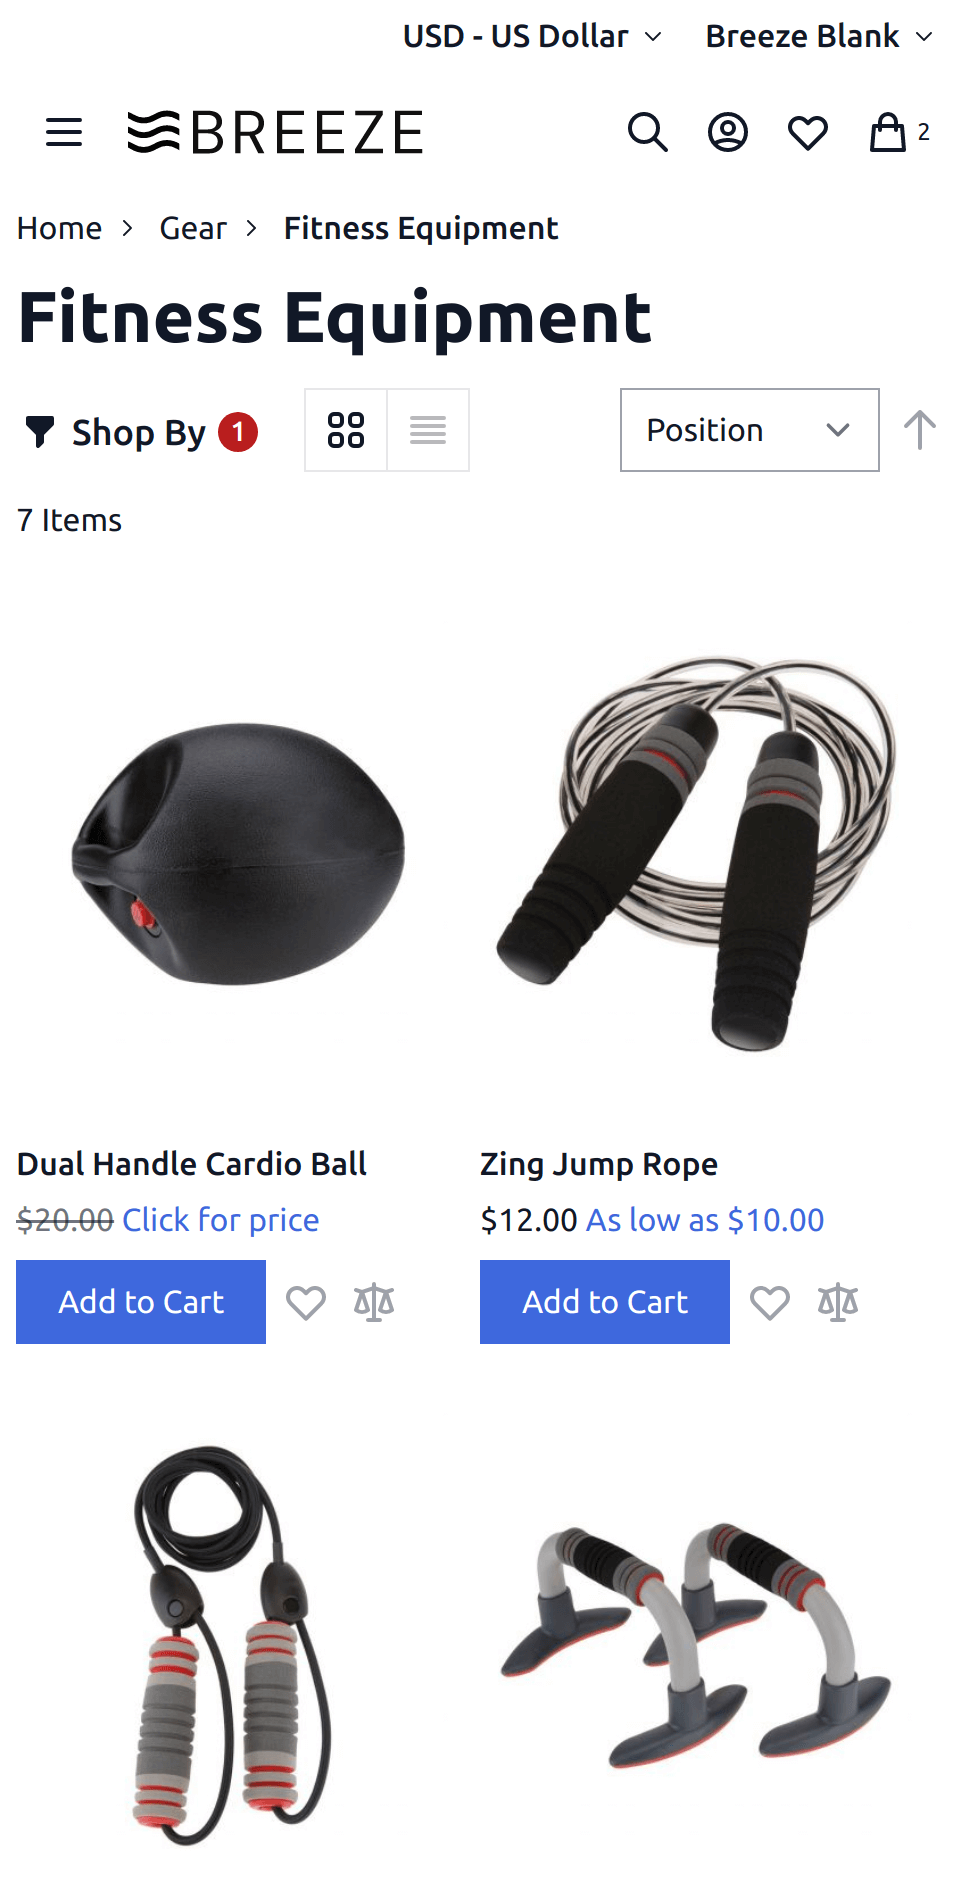 USD - US Dollar Breeze Blank
BREEZE 2
Home Gear Fitness Equipment
Fitness Equipment
Shop By 1 Position
7 Items
Dual Handle Cardio Ball
$20.00 Click for price
Add to Cart
Zing Jump Rope
$12.00 As low as $10.00
Add to Cart